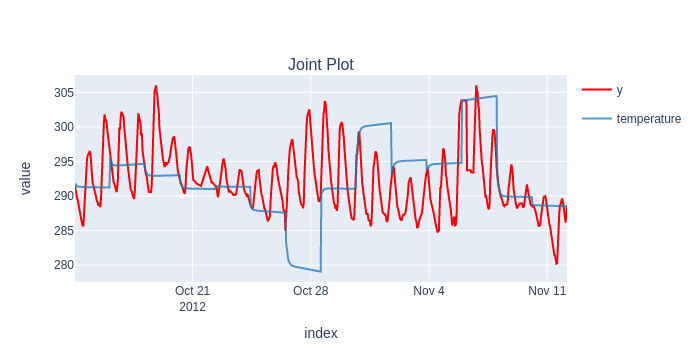 Joint Plot
value
305
300
295
290
285
280
Oct 21
2012
Oct 28
Nov 4
Nov 11
index
y
temperature